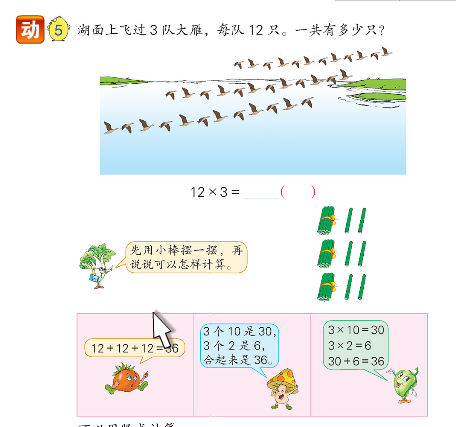 动 5 湖面上飞过3队大雁，每队12只。一共有多少只？
12×3=____（ ）
先用小棒摆一摆，再
说说可以怎样计算。
12+12+12=36
3个10是30，
3个2是6，
合起来是36。
3×10=30
3×2=6
30+6=36